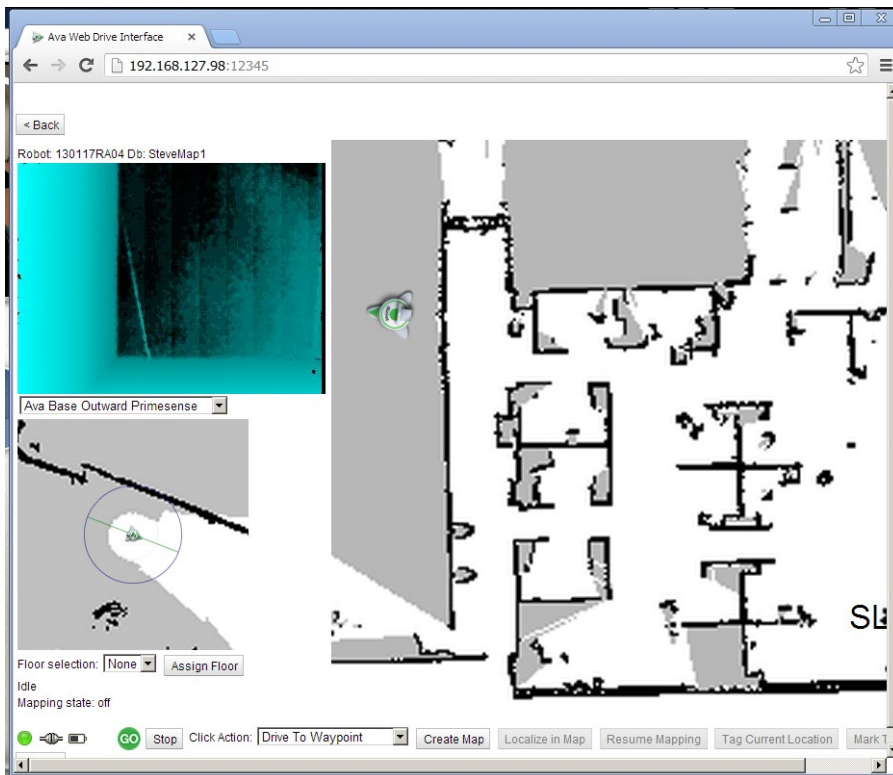 Ava Web Drive Interface
192.168.127.98:12345
< Back
Robot: 130117RA04 Db: SteveMap1
Ava Base Outward Primesense
Floor selection: None Assign Floor
Idle
Mapping state: off
SL
GO Stop Click Action: Drive To Waypoint Create Map Localize in Map Resume Mapping Tag Current Location Mark T